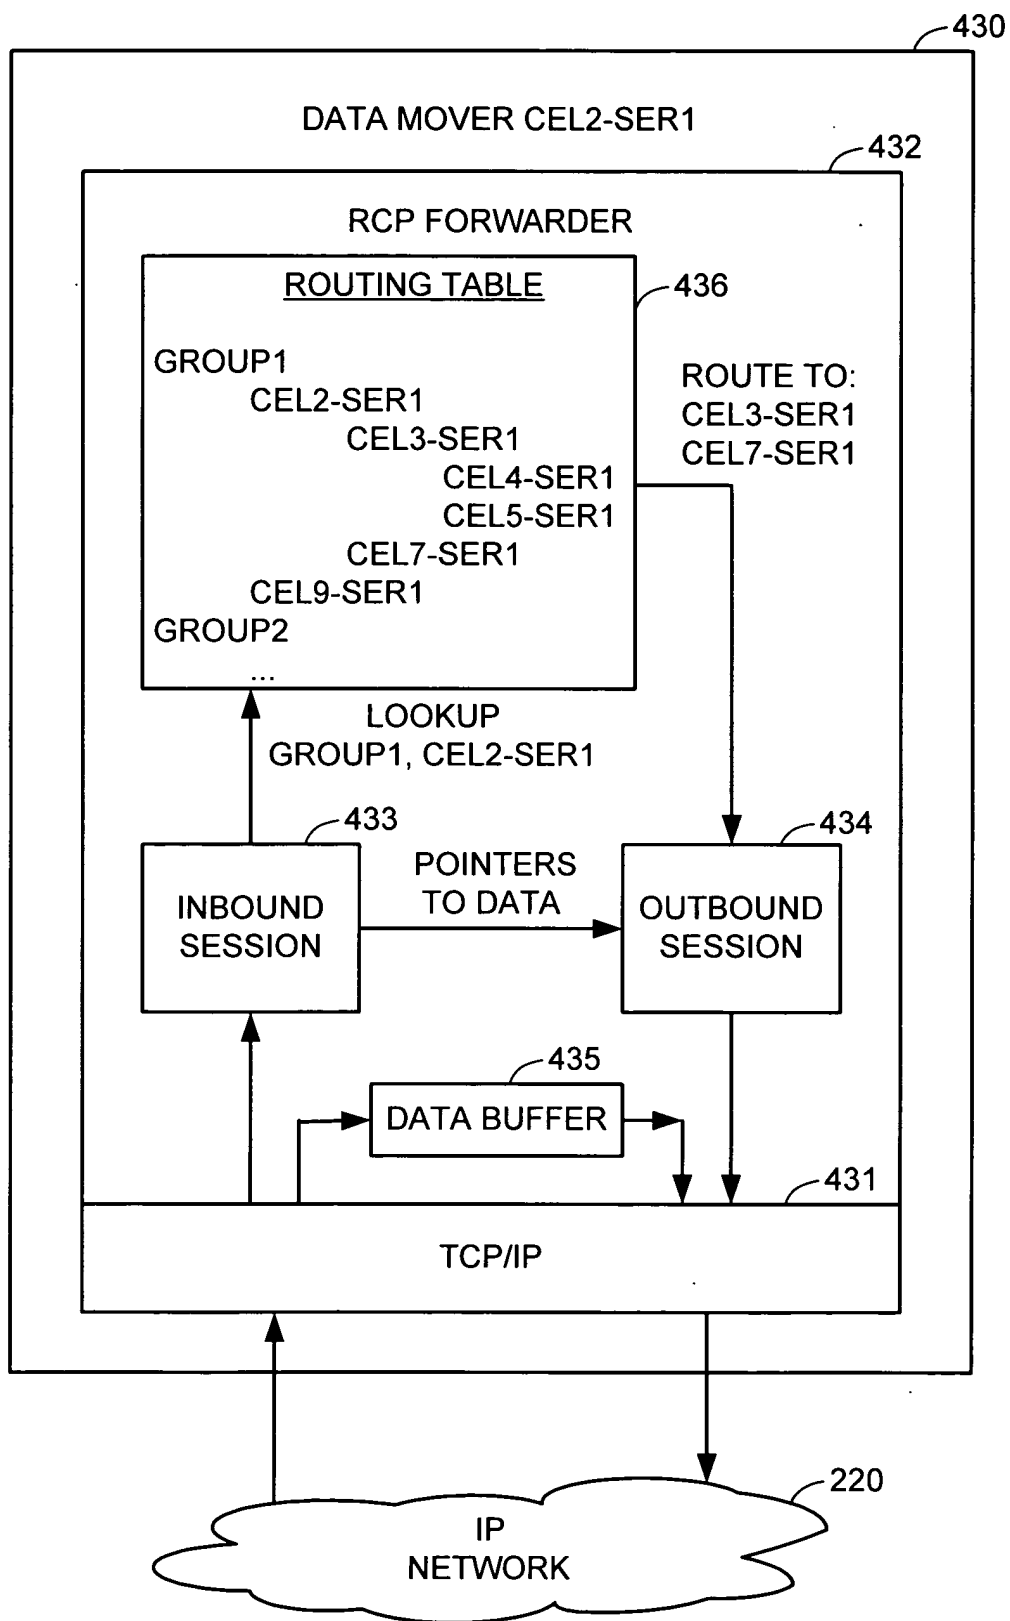 430
DATA MOVER CEL2-SER1
432
RCP FORWARDER
ROUTING TABLE
436
GROUP1
CEL2-SER1
CEL3-SER1
CEL4-SER1
CEL5-SER1
CEL7-SER1
CEL9-SER1
GROUP2
...
ROUTE TO:
CEL3-SER1
CEL7-SER1
LOOKUP
GROUP1, CEL2-SER1
433
INBOUND
SESSION
POINTERS
TO DATA
434
OUTBOUND
SESSION
435
DATA BUFFER
431
TCP/IP
220
IP
NETWORK